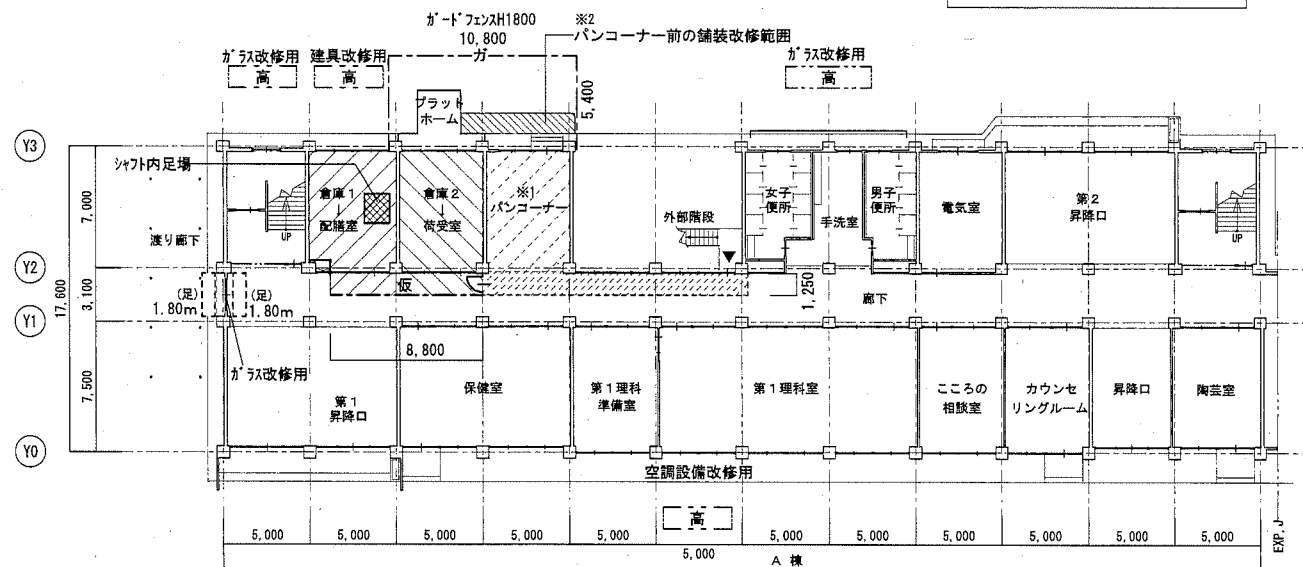 ガードフェンスH1800
10,800
ガ
※2
パンコーナー前の舗装改修範囲
ガラス改修用
高
建具改修用
高
ガラス改修用
高
5,400
プラット
ホーム
Y3
シャフト内足場
倉庫1
↓
配膳室
倉庫2
↓
荷受室
※1
パンコーナー
女子
便所
手洗室
男子
便所
電気室
第2
昇降口
UP
UP
7,000
渡り廊下
外部階段
▼
Y2
仮
1,250
廊下
(足)
1.80m
(足)
1.80m
17,600
3,100
Y1
8,800
ガラス改修用
7,500
第1
昇降口
保健室
第1理科
準備室
第1理科室
こころの
相談室
カウンセ
リングルーム
昇降口
陶芸室
Y0
空調設備改修用
高
5,000
5,000
5,000
5,000
5,000
5,000
5,000
5,000
5,000
5,000
5,000
5,000
A 棟
EXP.J